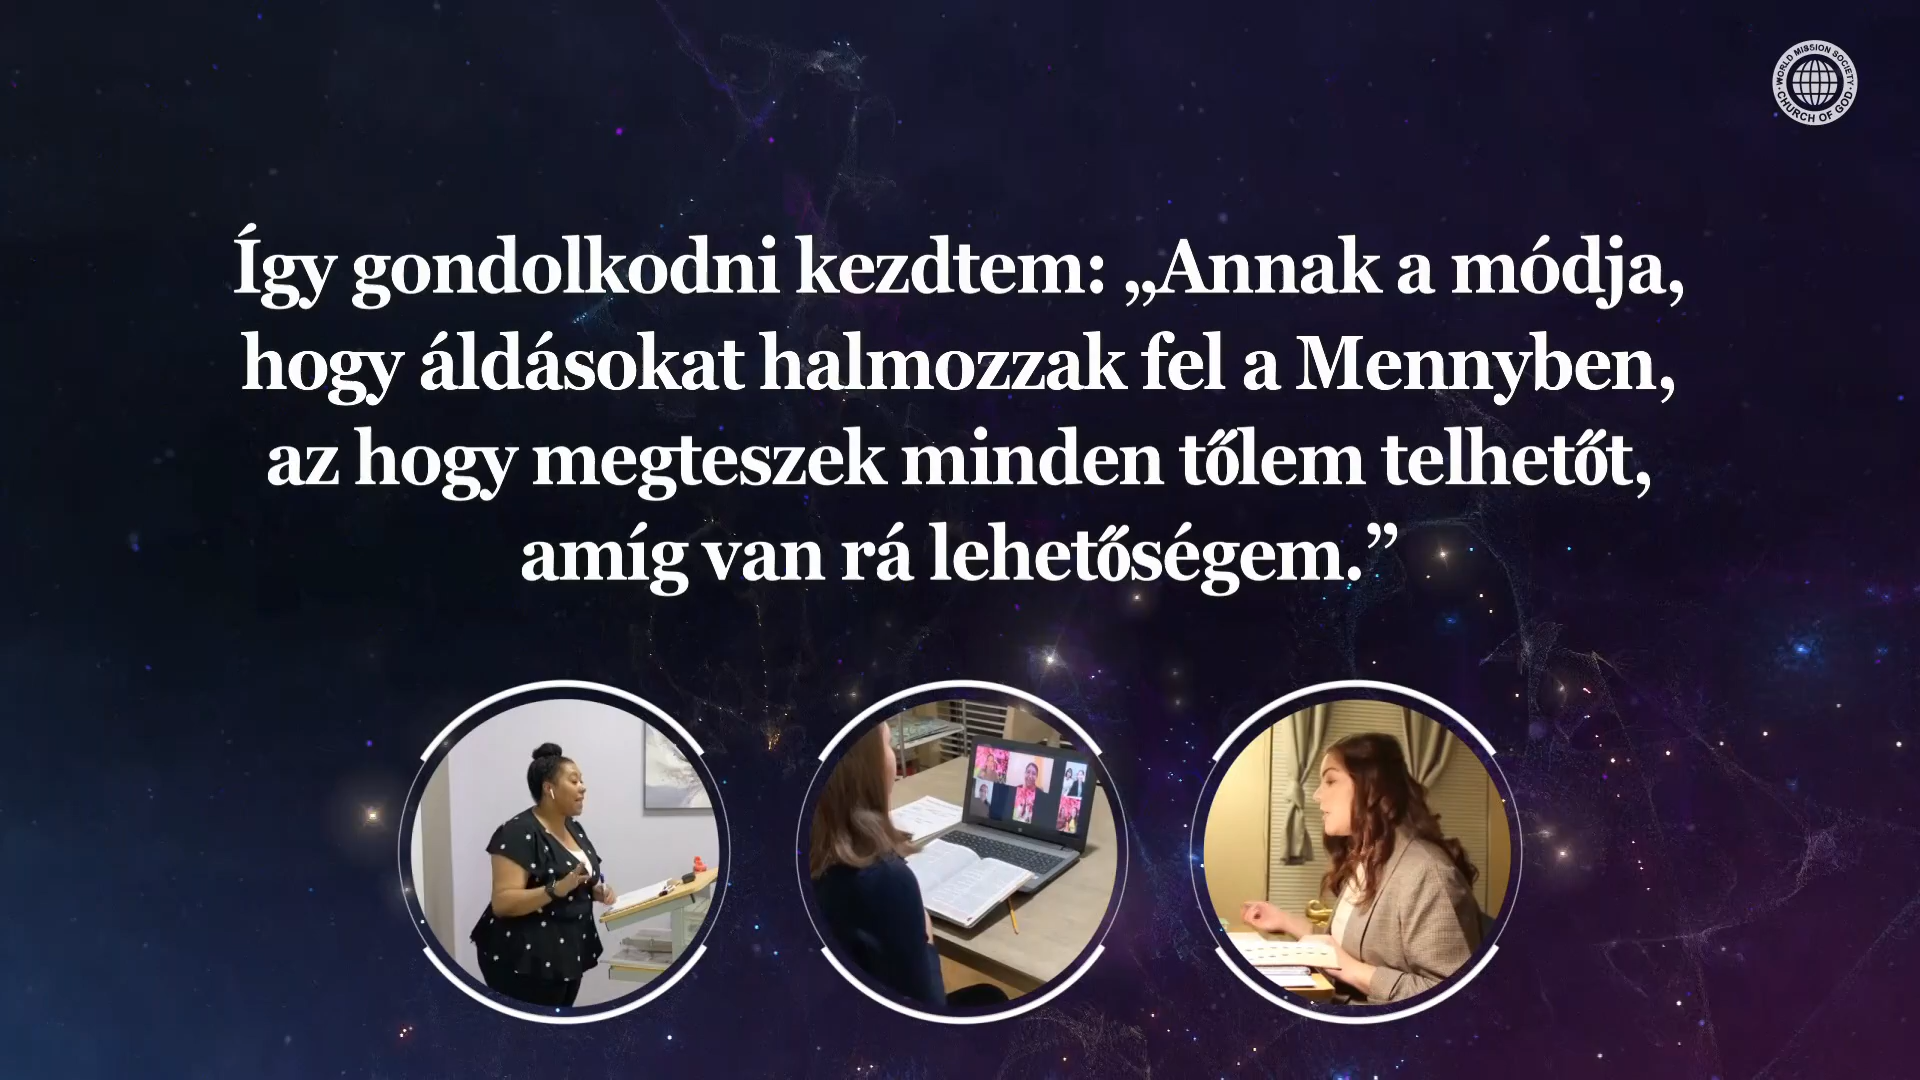 WORLD MISSION SOCIETY
CHURCH OF GOD
Így gondolkodni kezdtem: „Annak a módja,
hogy áldásokat halmozzak fel a Mennyben,
az hogy megteszek minden tőlem telhetőt,
amíg van rá lehetőségem.”